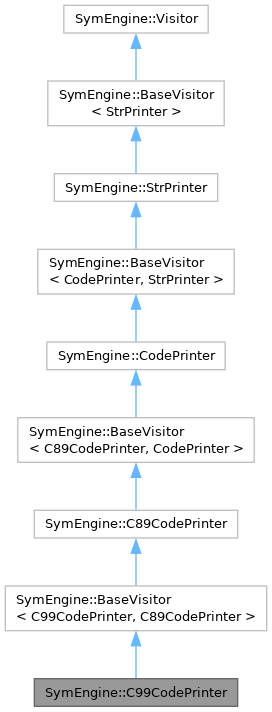 SymEngine::Visitor
SymEngine::BaseVisitor
< StrPrinter >
SymEngine::StrPrinter
SymEngine::BaseVisitor
< CodePrinter, StrPrinter >
SymEngine::CodePrinter
SymEngine::BaseVisitor
< C89CodePrinter, CodePrinter >
SymEngine::C89CodePrinter
SymEngine::BaseVisitor
< C99CodePrinter, C89CodePrinter >
SymEngine::C99CodePrinter